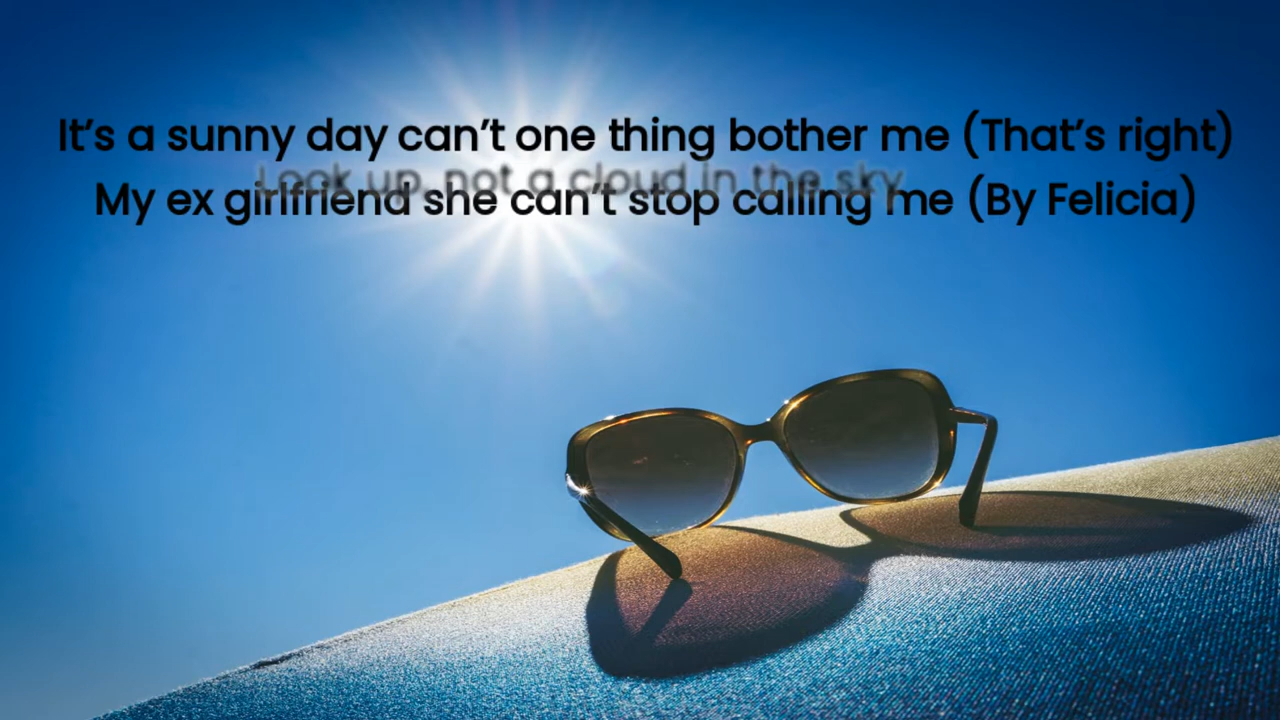 It’s a sunny day can’t one thing bother me (That’s right)
Look up, not a cloud in the sky
My ex girlfriend she can’t stop calling me (By Felicia)